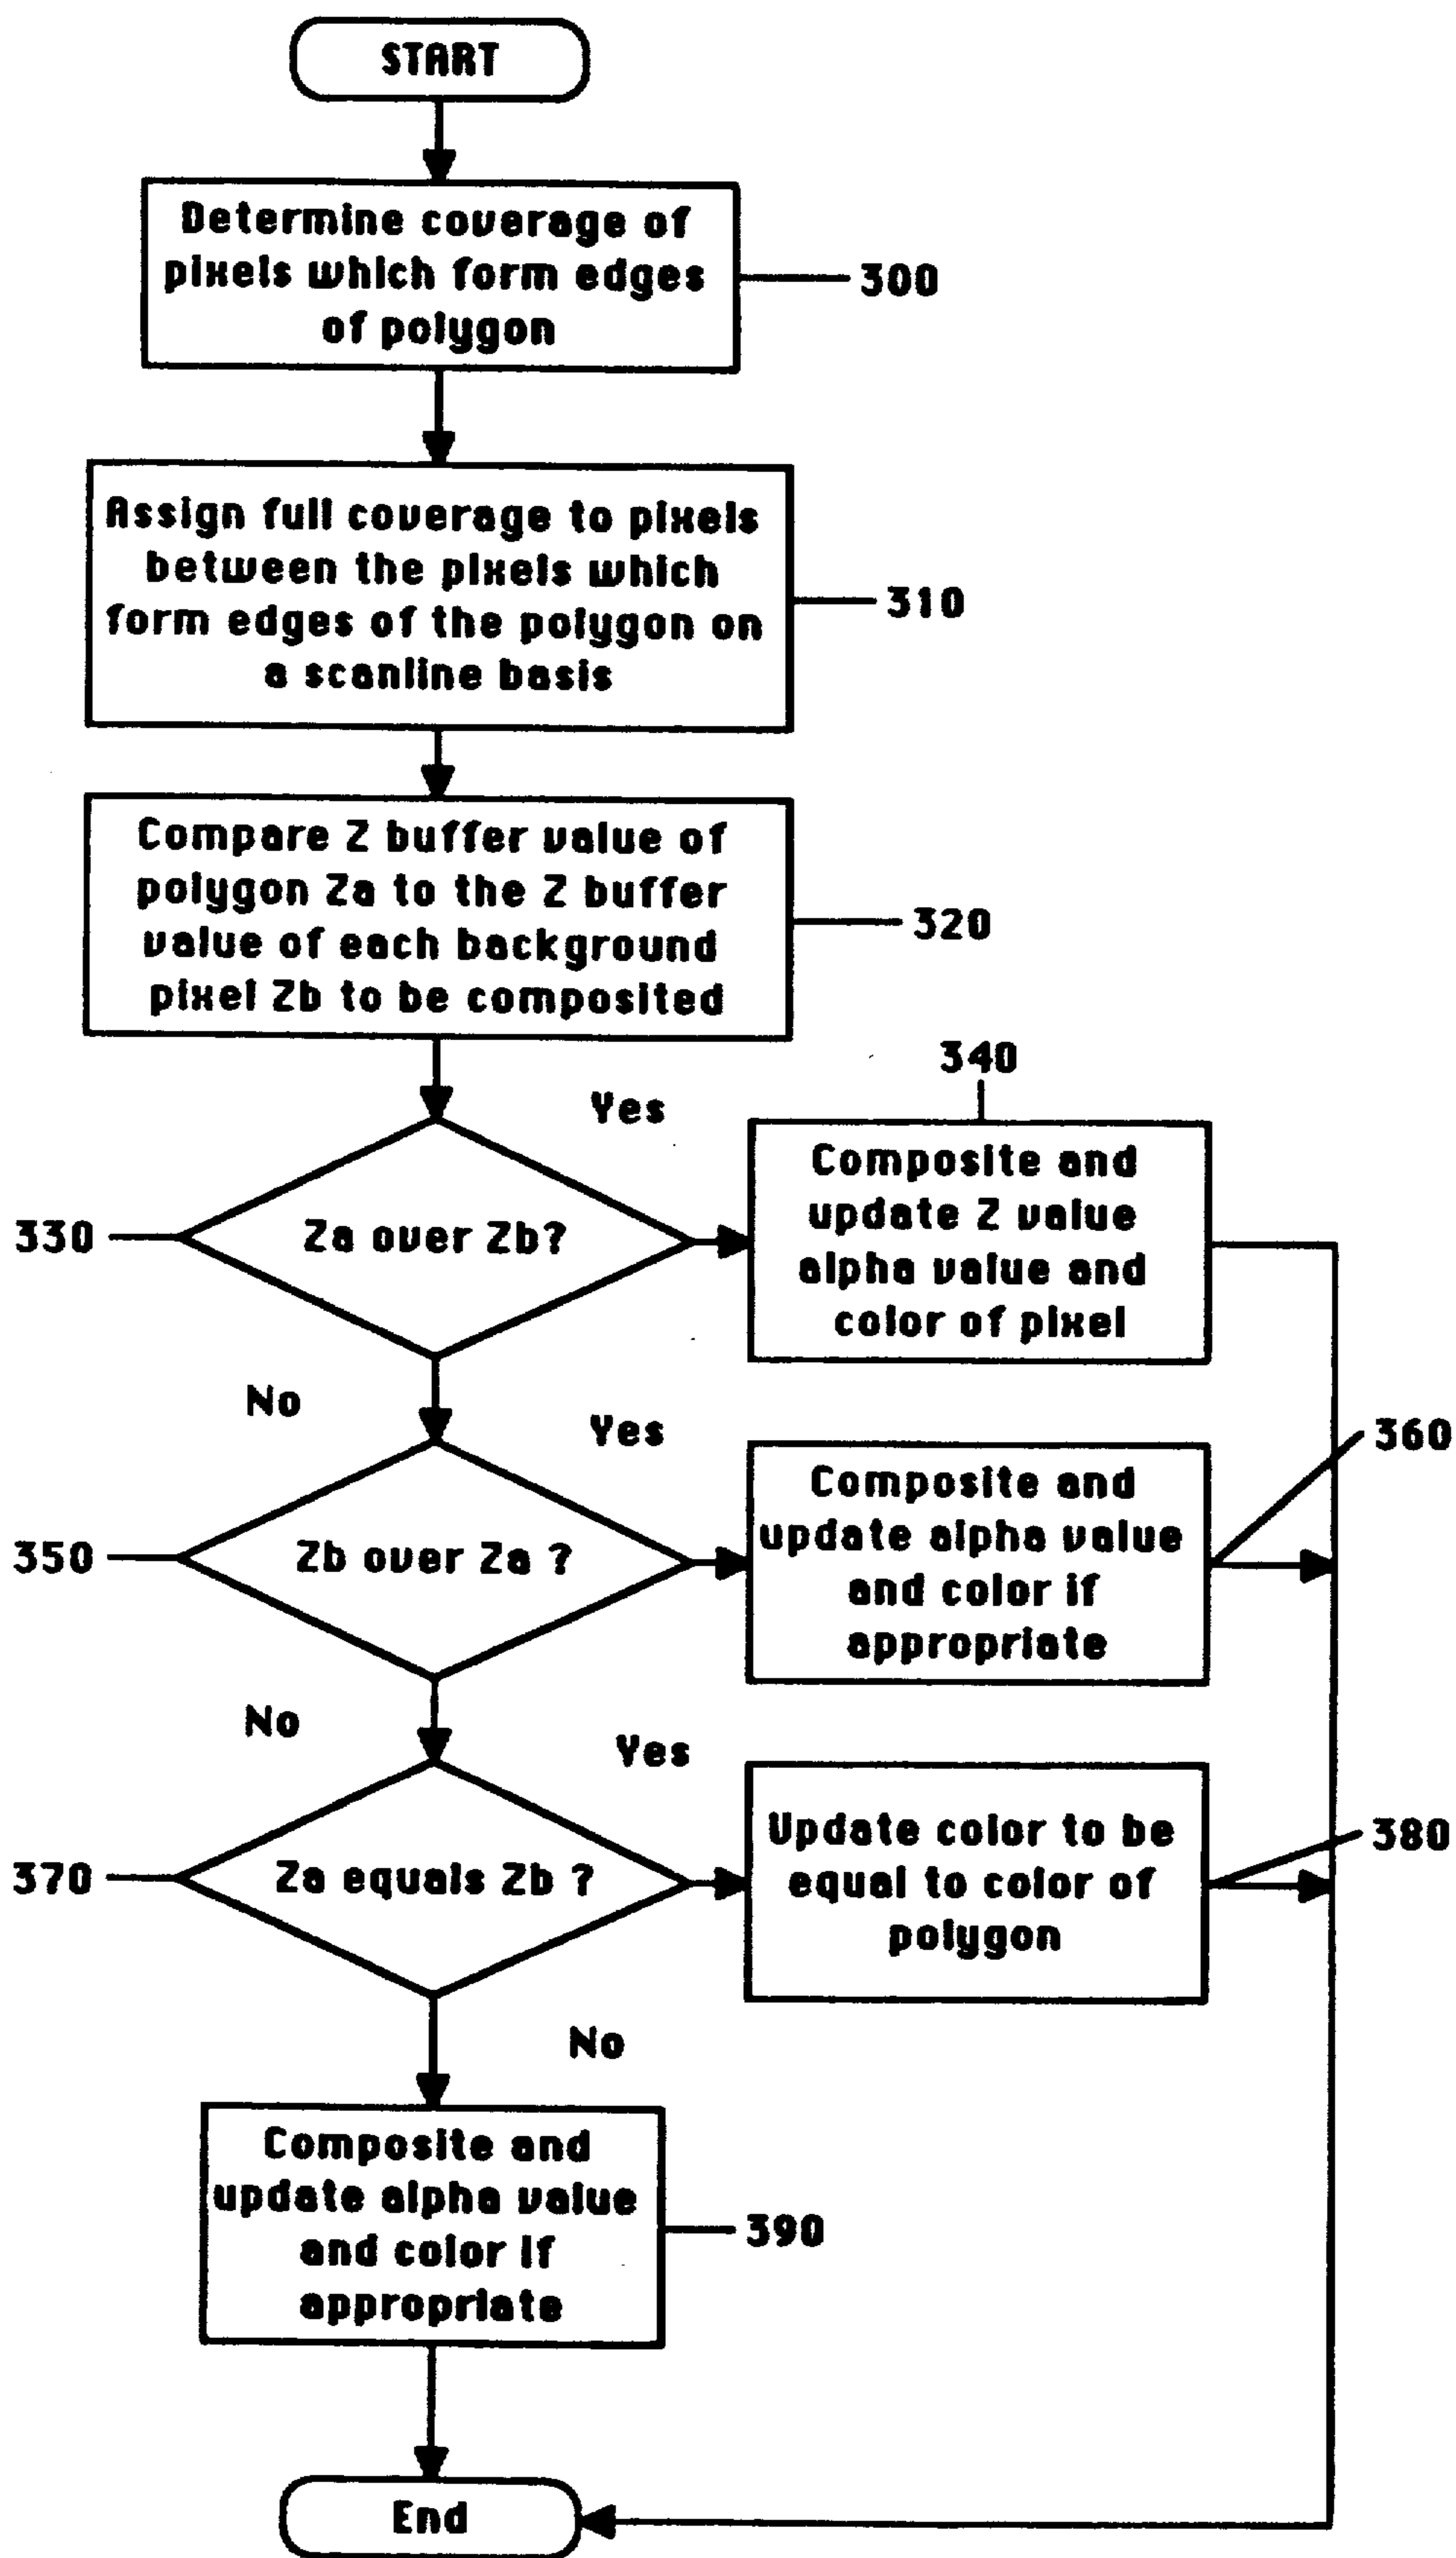 START
Determine coverage of
pixels which form edges
of polygon
300
Assign full coverage to pixels
between the pixels which
form edges of the polygon on
a scanline basis
310
Compare Z buffer value of
polygon Za to the Z buffer
value of each background
pixel Zb to be composited
320
330
Za over Zb?
Yes
340
Composite and
update Z value
alpha value and
color of pixel
No
350
Zb over Za ?
Yes
Composite and
update alpha value
and color if
appropriate
360
No
370
Za equals Zb ?
Yes
Update color to be
equal to color of
polygon
380
No
Composite and
update alpha value
and color if
appropriate
390
End